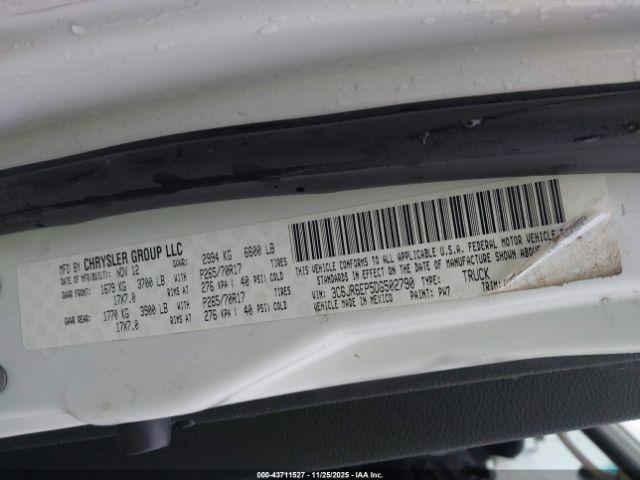 MFD BY CHRYSLER GROUP LLC
DATE OF MFR/BUILT: NOV 12 GVWR: 2994 KG 6600 LB
GAWR FRONT: 1679 KG 3700 LB TIRES P265/70R17
17X7.0 RIMS AT 276 KPA ( 40 PSI) COLD
GAWR REAR: 1770 KG 3900 LB TIRES P265/70R17
17X7.0 RIMS AT 276 KPA ( 40 PSI) COLD
THIS VEHICLE CONFORMS TO ALL APPLICABLE U.S.A. FEDERAL MOTOR VEHICLE
STANDARDS IN EFFECT ON THE DATE OF MANUFACTURE SHOWN ABOVE.
VIN: 3C6JR6EP5DG502790 TYPE: TRUCK
VEHICLE MADE IN MEXICO PAINT: PW7 TRIM:
000-43711527 - 11/25/2025 - IAA Inc.